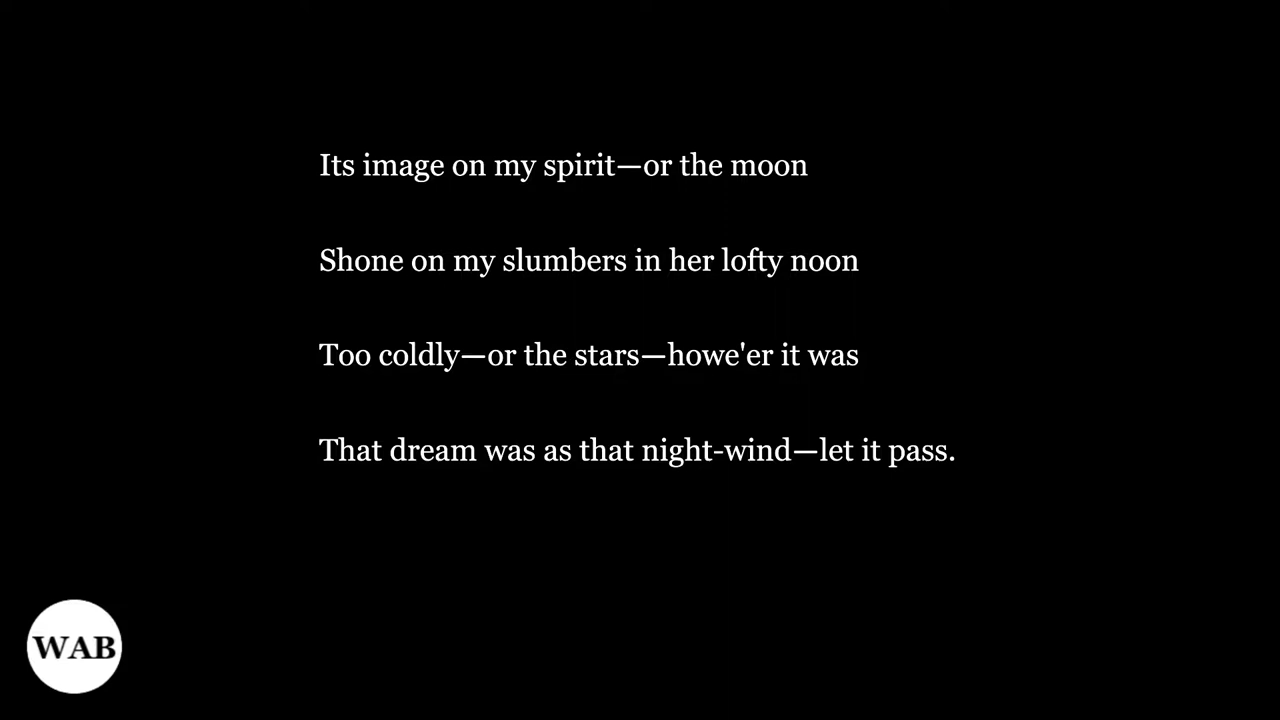 Its image on my spirit—or the moon
Shone on my slumbers in her lofty noon
Too coldly—or the stars—howe'er it was
That dream was as that night-wind—let it pass.
WAB